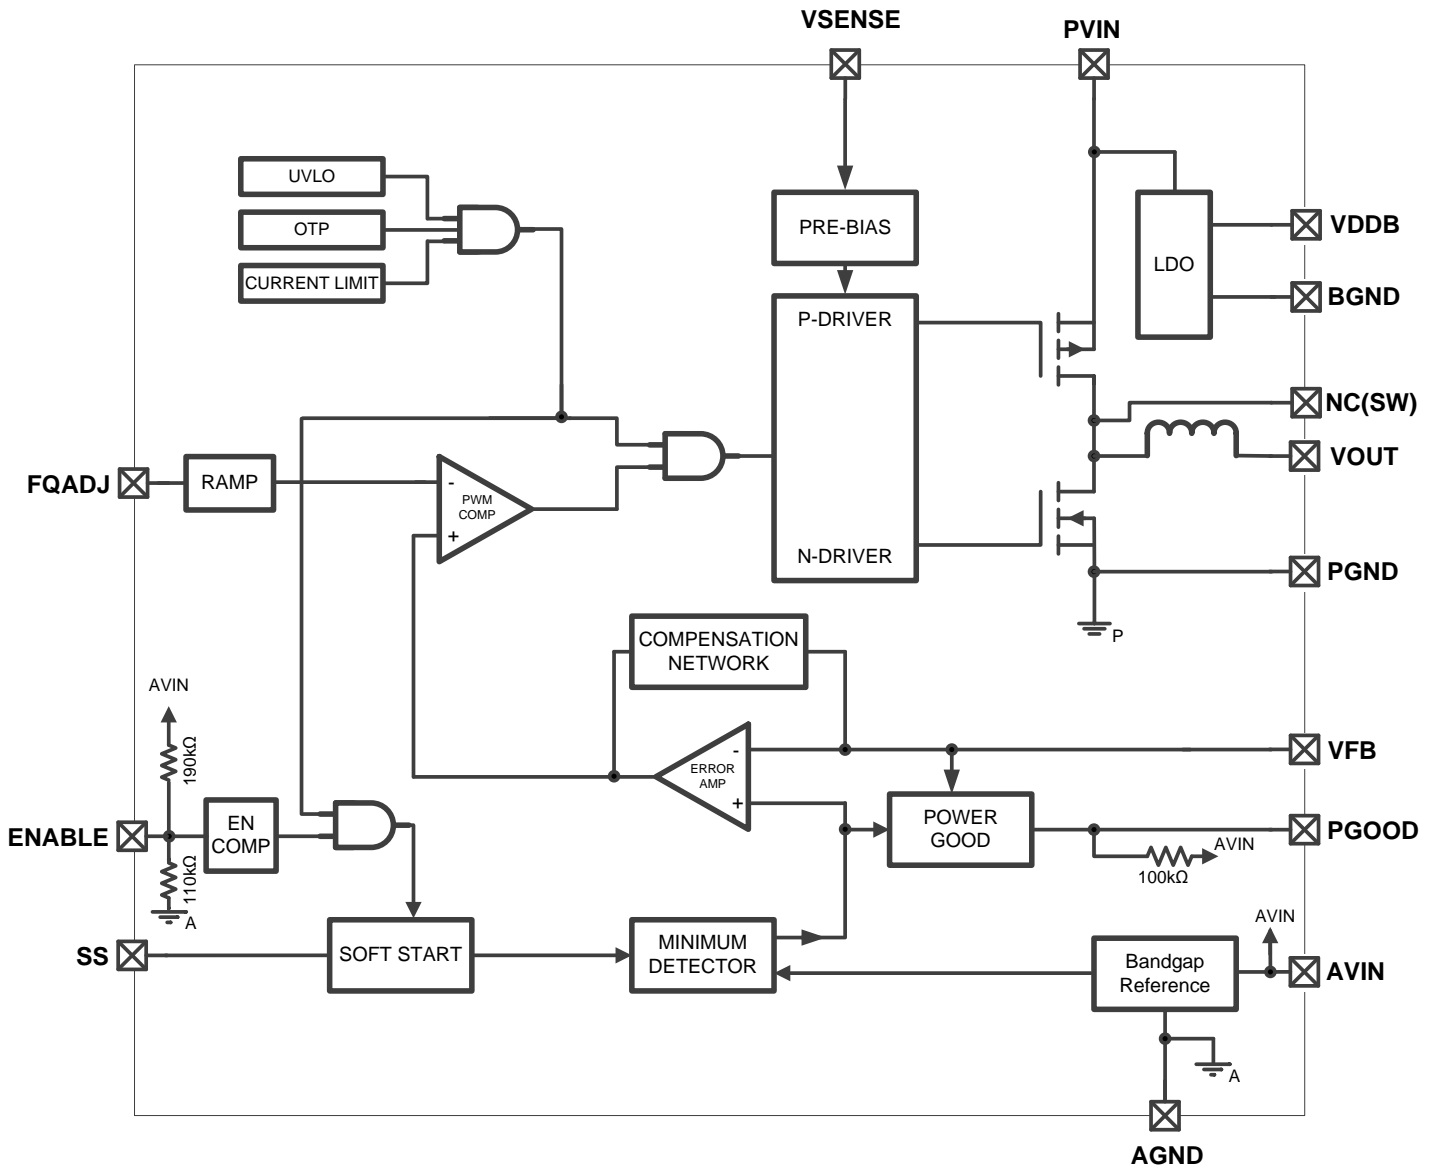 VSENSE
PVIN
UVLO
OTP
CURRENT LIMIT
PRE-BIAS
LDO
VDDB
BGND
P-DRIVER
N-DRIVER
NC(SW)
VOUT
FQADJ
RAMP
-
PWM
COMP
+
PGND
P
COMPENSATION
NETWORK
AVIN
190kΩ
ENABLE
EN
COMP
110kΩ
A
-
ERROR
AMP
+
VFB
POWER
GOOD
PGOOD
AVIN
100kΩ
SS
SOFT START
MINIMUM
DETECTOR
Bandgap
Reference
AVIN
AVIN
A
AGND